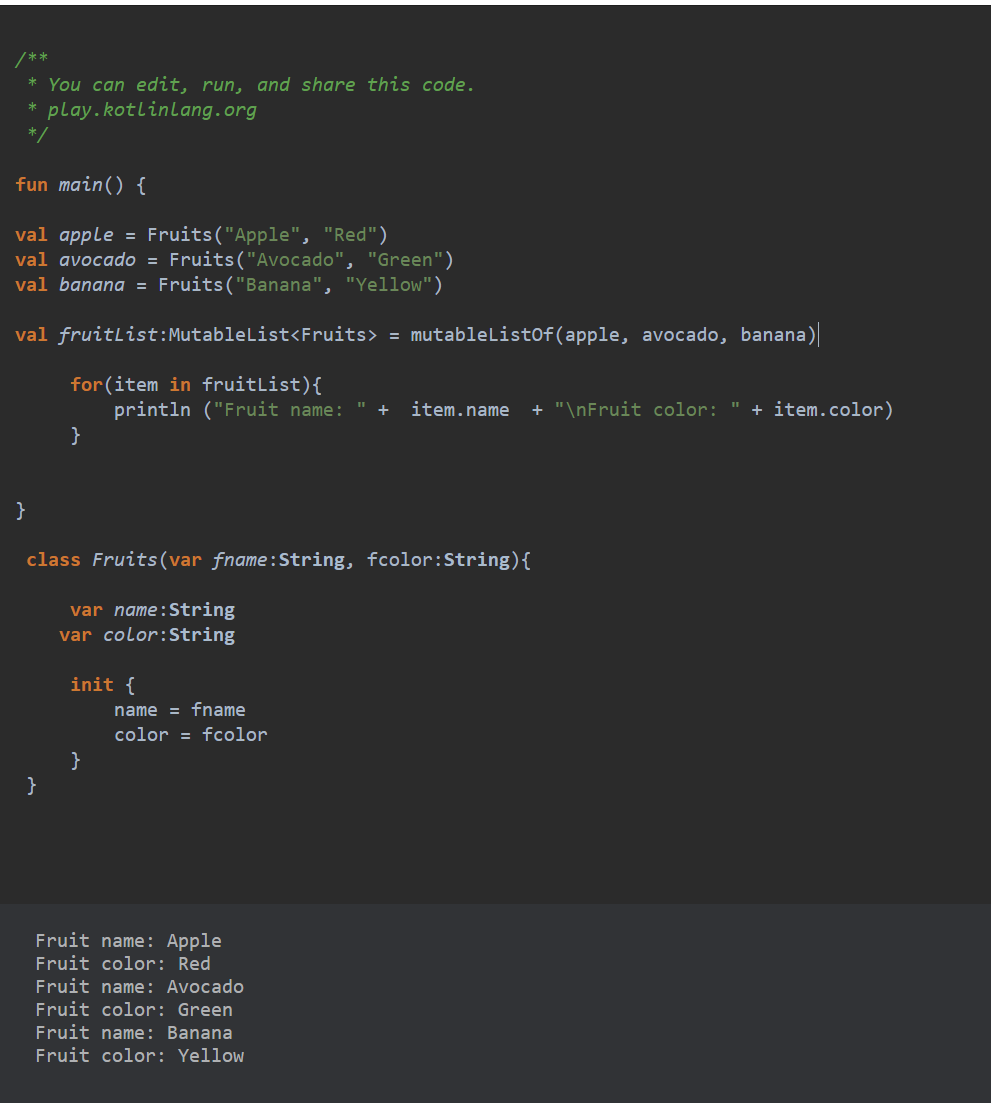 /**
 * You can edit, run, and share this code.
 * play.kotlinlang.org
 */
fun main() {
val apple = Fruits("Apple", "Red")
val avocado = Fruits("Avocado", "Green")
val banana = Fruits("Banana", "Yellow")
val fruitList:MutableList<Fruits> = mutableListOf(apple, avocado, banana)
     for(item in fruitList){
         println ("Fruit name: " +  item.name  + "\nFruit color: " + item.color)
     }
}
 class Fruits(var fname:String, fcolor:String){
     var name:String
    var color:String
     init {
         name = fname
         color = fcolor
     }
 }
Fruit name: Apple
Fruit color: Red
Fruit name: Avocado
Fruit color: Green
Fruit name: Banana
Fruit color: Yellow